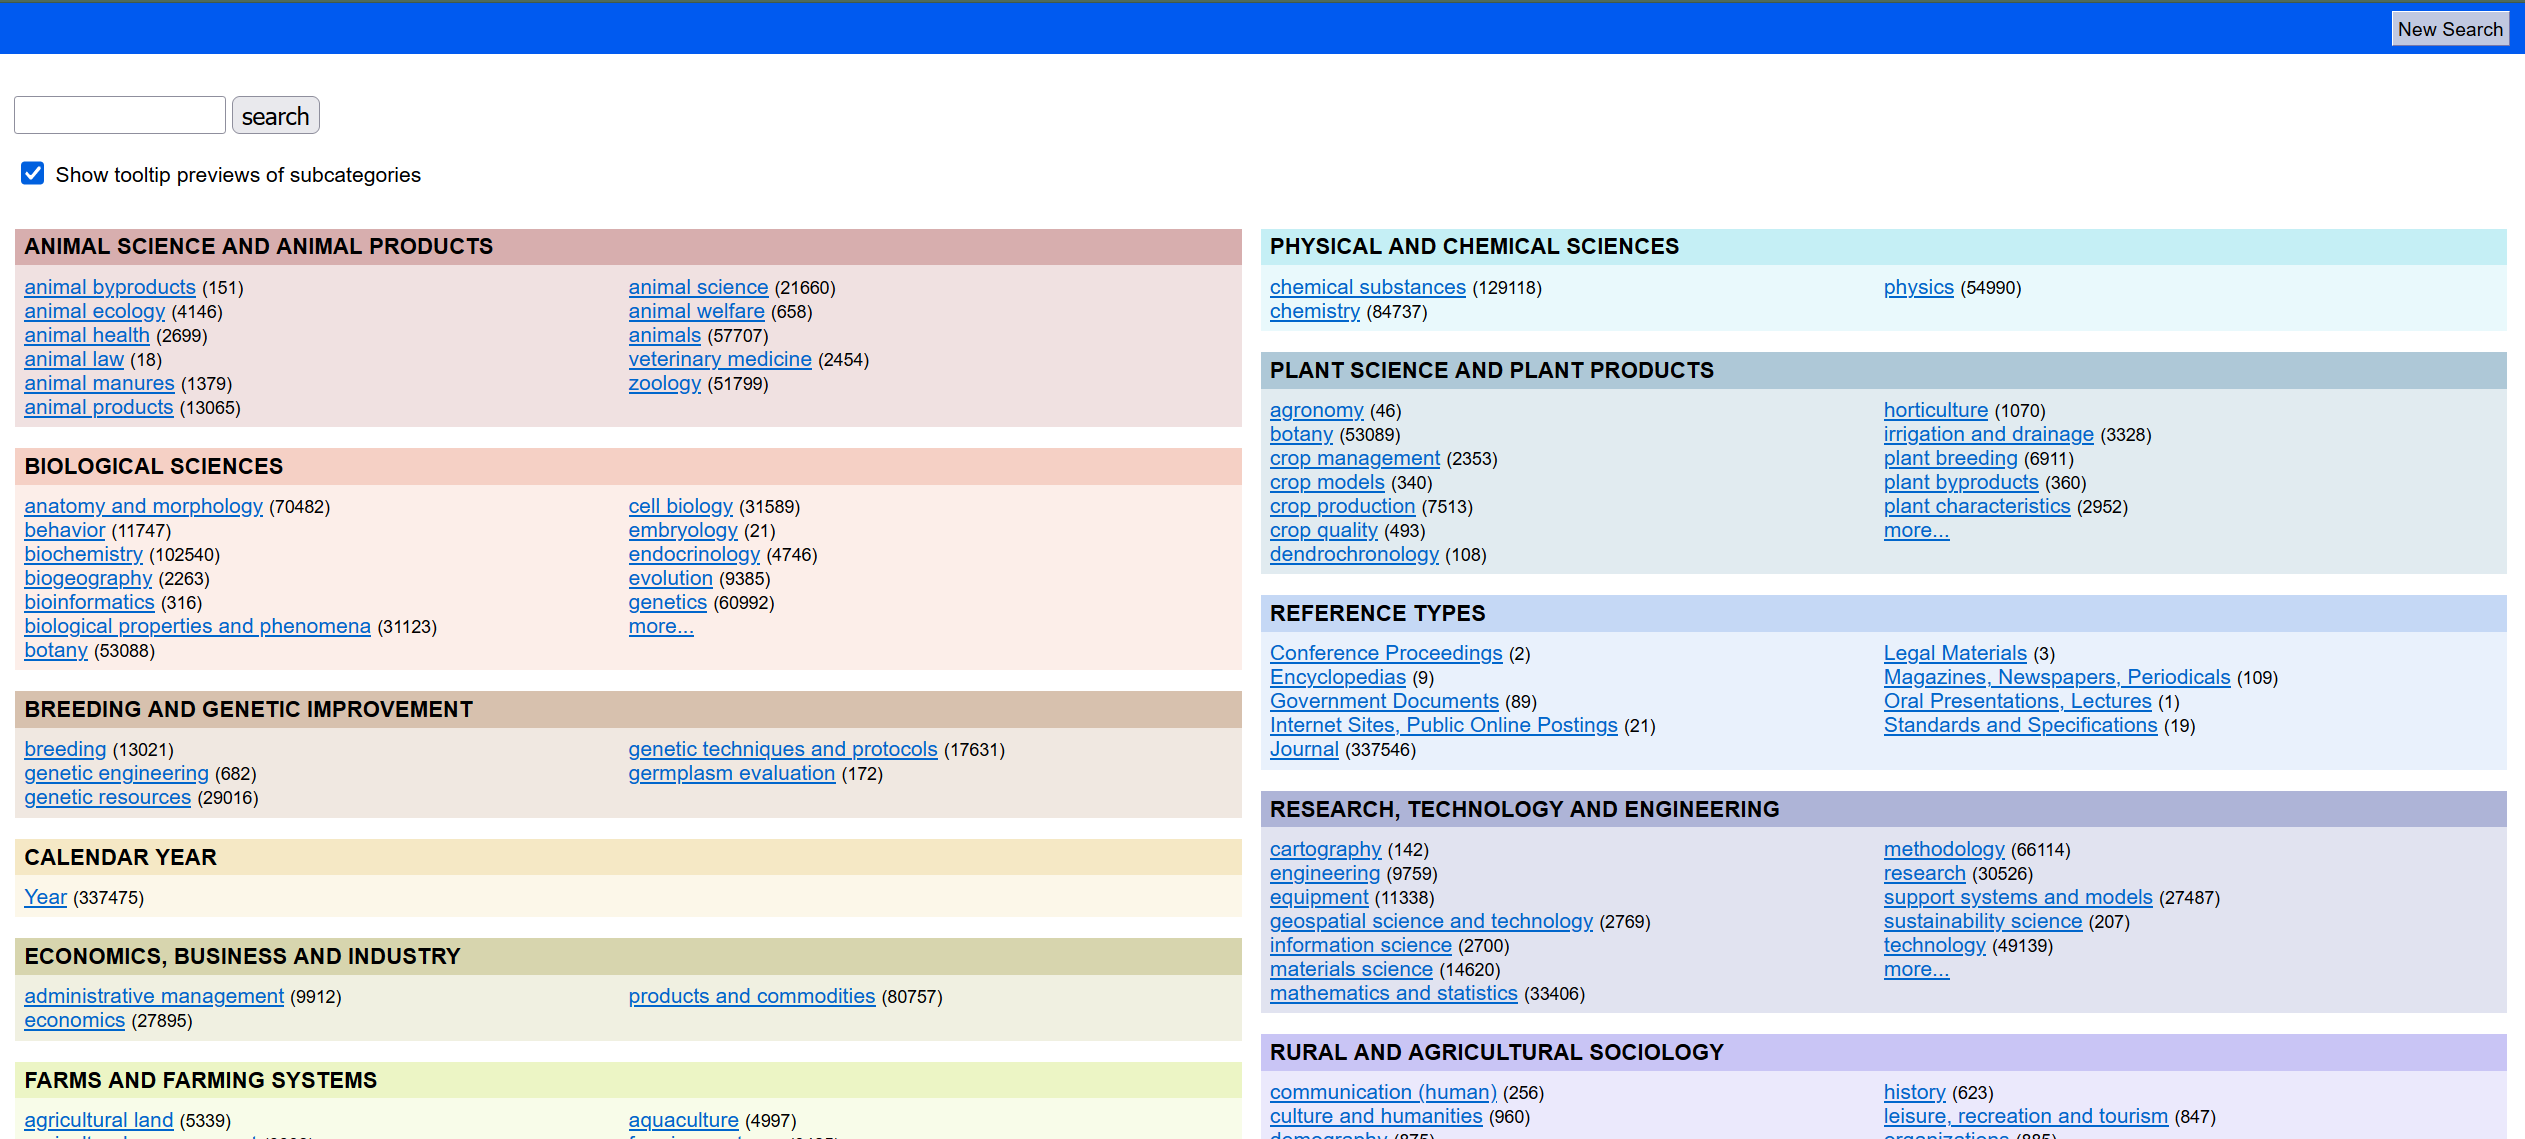 New Search
search
Show tooltip previews of subcategories
ANIMAL SCIENCE AND ANIMAL PRODUCTS
animal byproducts (151)
animal ecology (4146)
animal health (2699)
animal law (18)
animal manures (1379)
animal products (13065)
animal science (21660)
animal welfare (658)
animals (57707)
veterinary medicine (2454)
zoology (51799)
BIOLOGICAL SCIENCES
anatomy and morphology (70482)
behavior (11747)
biochemistry (102540)
biogeography (2263)
bioinformatics (316)
biological properties and phenomena (31123)
botany (53088)
cell biology (31589)
embryology (21)
endocrinology (4746)
evolution (9385)
genetics (60992)
more...
BREEDING AND GENETIC IMPROVEMENT
breeding (13021)
genetic engineering (682)
genetic resources (29016)
genetic techniques and protocols (17631)
germplasm evaluation (172)
CALENDAR YEAR
Year (337475)
ECONOMICS, BUSINESS AND INDUSTRY
administrative management (9912)
economics (27895)
products and commodities (80757)
FARMS AND FARMING SYSTEMS
agricultural land (5339)
aquaculture (4997)
PHYSICAL AND CHEMICAL SCIENCES
chemical substances (129118)
chemistry (84737)
physics (54990)
PLANT SCIENCE AND PLANT PRODUCTS
agronomy (46)
botany (53089)
crop management (2353)
crop models (340)
crop production (7513)
crop quality (493)
dendrochronology (108)
horticulture (1070)
irrigation and drainage (3328)
plant breeding (6911)
plant byproducts (360)
plant characteristics (2952)
more...
REFERENCE TYPES
Conference Proceedings (2)
Encyclopedias (9)
Government Documents (89)
Internet Sites, Public Online Postings (21)
Journal (337546)
Legal Materials (3)
Magazines, Newspapers, Periodicals (109)
Oral Presentations, Lectures (1)
Standards and Specifications (19)
RESEARCH, TECHNOLOGY AND ENGINEERING
cartography (142)
engineering (9759)
equipment (11338)
geospatial science and technology (2769)
information science (2700)
materials science (14620)
mathematics and statistics (33406)
methodology (66114)
research (30526)
support systems and models (27487)
sustainability science (207)
technology (49139)
more...
RURAL AND AGRICULTURAL SOCIOLOGY
communication (human) (256)
culture and humanities (960)
demography
history (623)
leisure, recreation and tourism (847)
organizations